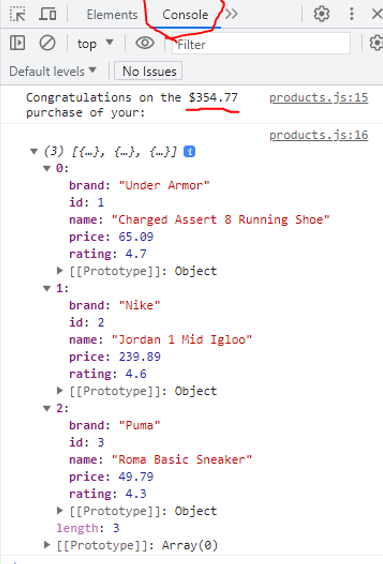 Elements Console
top Filter
Default levels No Issues
Congratulations on the $354.77 products.js:15
purchase of your:
products.js:16
(3) [{…}, {…}, {…}] i
0:
brand: "Under Armor"
id: 1
name: "Charged Assert 8 Running Shoe"
price: 65.09
rating: 4.7
[[Prototype]]: Object
1:
brand: "Nike"
id: 2
name: "Jordan 1 Mid Igloo"
price: 239.89
rating: 4.6
[[Prototype]]: Object
2:
brand: "Puma"
id: 3
name: "Roma Basic Sneaker"
price: 49.79
rating: 4.3
[[Prototype]]: Object
length: 3
[[Prototype]]: Array(0)